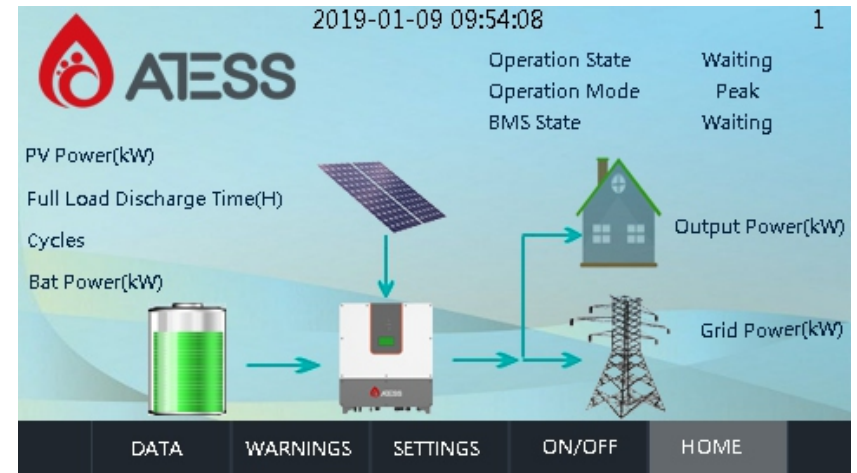 2019-01-09 09:54:08 1
ATESS
Operation State Waiting
Operation Mode Peak
BMS State Waiting
PV Power(kW)
Full Load Discharge Time(H)
Cycles
Bat Power(kW)
Output Power(kW)
Grid Power(kW)
ATESS
DATA WARNINGS SETTINGS ON/OFF HOME